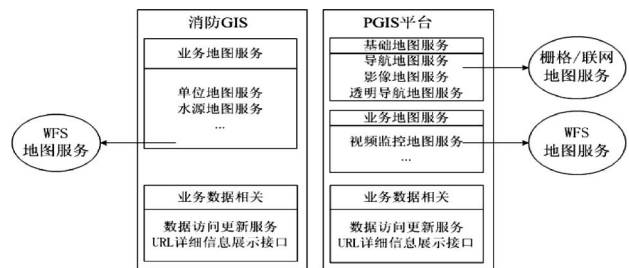 消防GIS
业务地图服务
单位地图服务
水源地图服务
...
WFS
地图服务
业务数据相关
数据访问更新服务
URL详细信息展示接口
PGIS平台
基础地图服务
导航地图服务
影像地图服务
透明导航地图服务
栅格/联网
地图服务
业务地图服务
视频监控地图服务
...
WFS
地图服务
业务数据相关
数据访问更新服务
URL详细信息展示接口